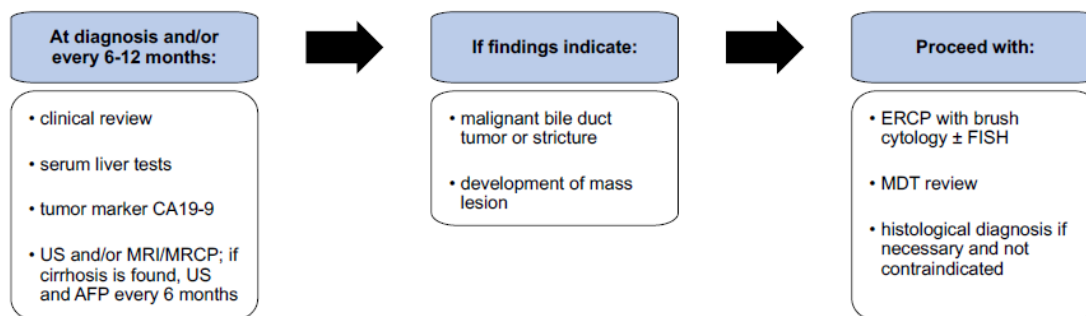 At diagnosis and/or
every 6-12 months:
• clinical review
• serum liver tests
• tumor marker CA19-9
• US and/or MRI/MRCP; if
cirrhosis is found, US
and AFP every 6 months
If findings indicate:
• malignant bile duct
tumor or stricture
• development of mass
lesion
Proceed with:
• ERCP with brush
cytology ± FISH
• MDT review
• histological diagnosis if
necessary and not
contraindicated